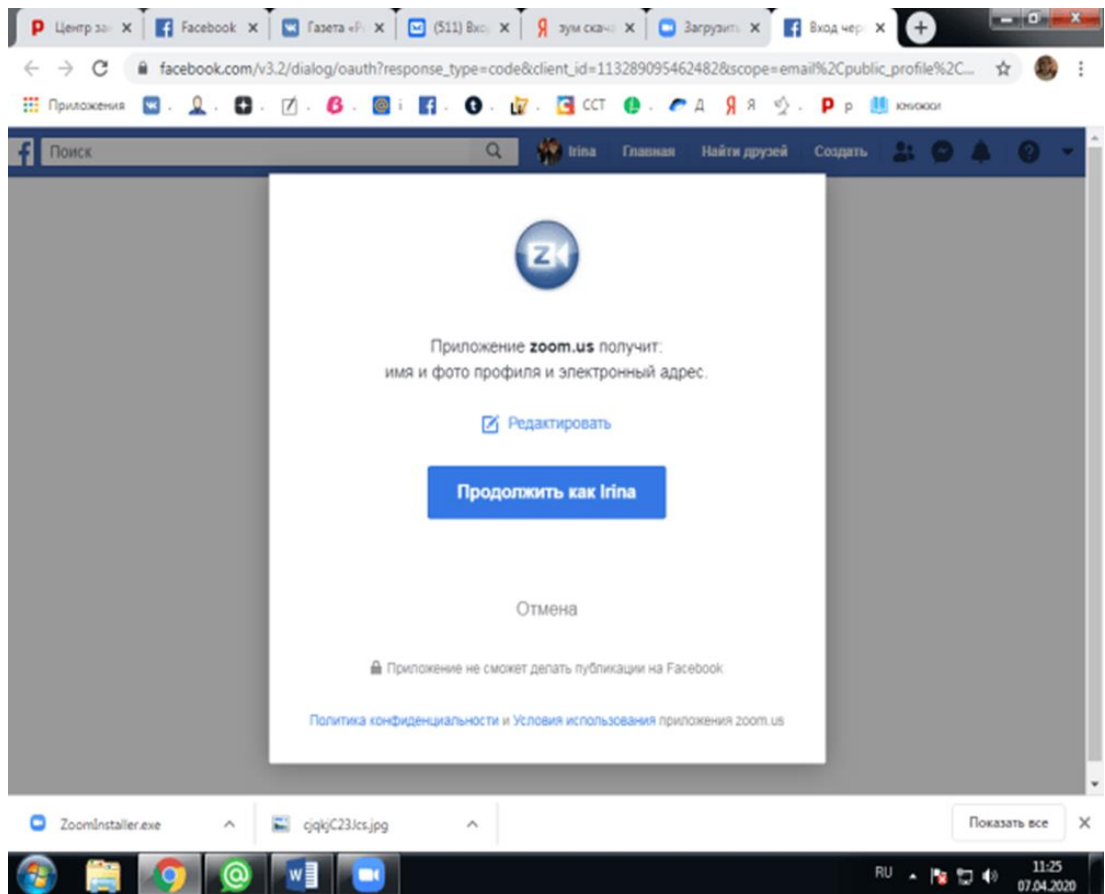 Центр за
Facebook
Газета «Р
(511) Вхо
зум скач
Загрузить
Вход чер
facebook.com/v3.2/dialog/oauth?response_type=code&client_id=113289095462482&scope=email%2Cpublic_profile%2C...
Приложения
i
ССТ
Д
Я
р
книжки
Поиск
Irina
Главная
Найти друзей
Создать
Приложение zoom.us получит:
имя и фото профиля и электронный адрес.
Редактировать
Продолжить как Irina
Отмена
Приложение не сможет делать публикации на Facebook
Политика конфиденциальности и Условия использования приложения zoom.us
ZoomInstaller.exe
cjqkjC23Jcs.jpg
Показать все
RU
11:25
07.04.2020